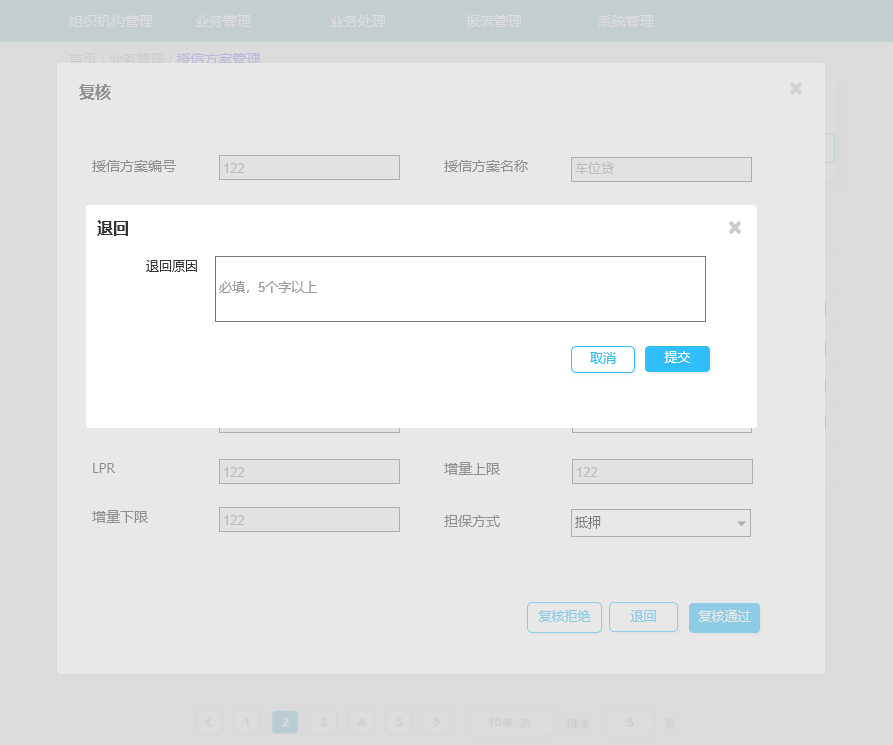 组织机构管理 业务管理 业务处理 报表管理 系统管理
首页 / 业务管理 / 授信方案管理
复核
授信方案编号 122 授信方案名称 车位贷
退回
退回原因 必填，5个字以上
取消 提交
LPR 122 增量上限 122
增量下限 122 担保方式 抵押
复核拒绝 退回 复核通过
< 1 2 3 4 5 > 10条/页 跳至 5 页